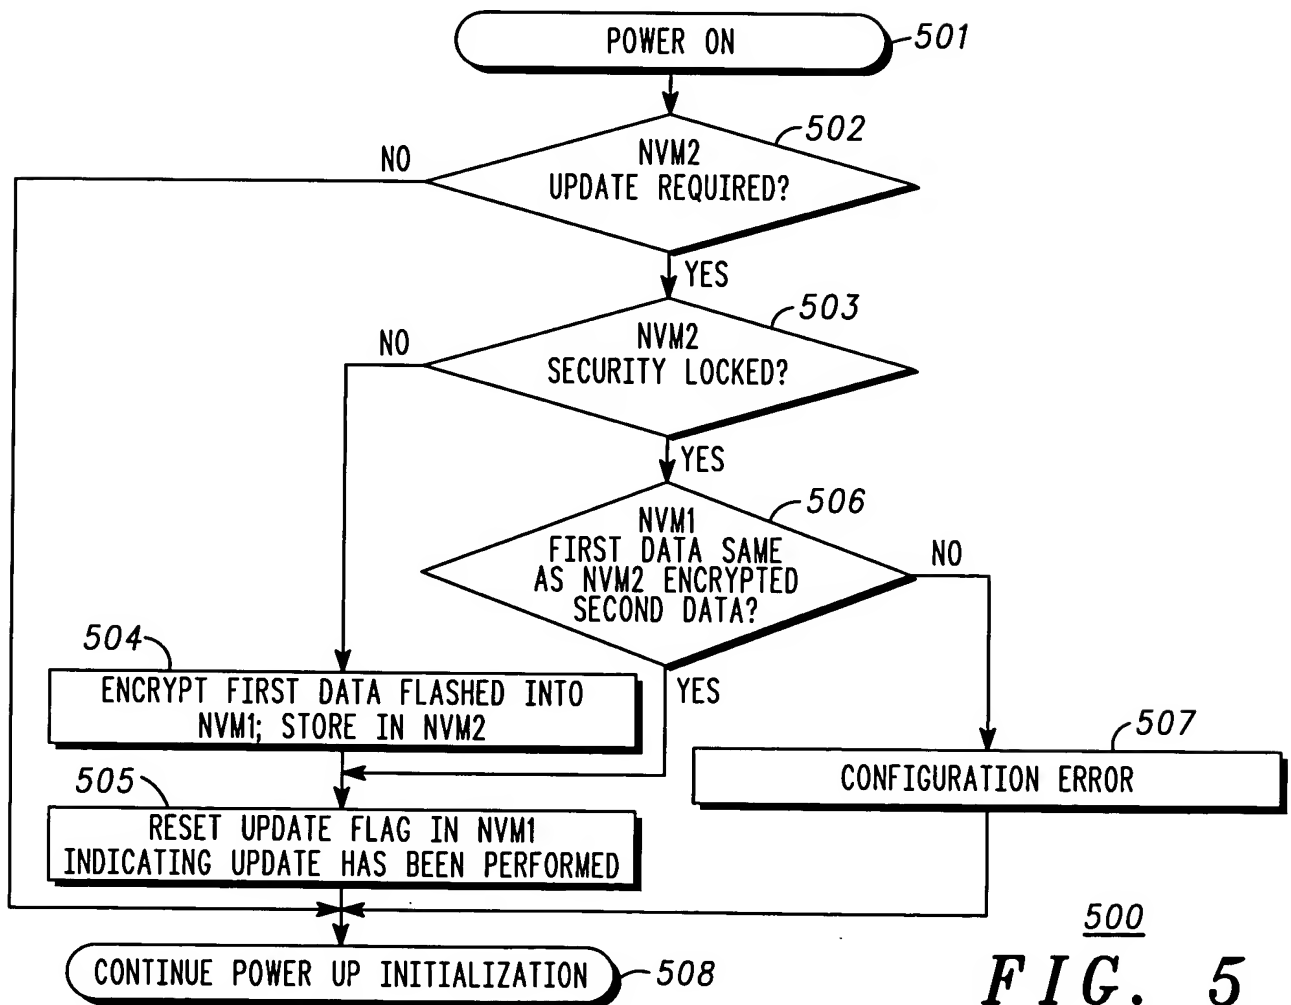 POWER ON
501
502
NO
NVM2
UPDATE REQUIRED?
YES
503
NO
NVM2
SECURITY LOCKED?
YES
506
NVM1
FIRST DATA SAME
AS NVM2 ENCRYPTED
SECOND DATA?
NO
YES
504
ENCRYPT FIRST DATA FLASHED INTO
NVM1; STORE IN NVM2
507
CONFIGURATION ERROR
505
RESET UPDATE FLAG IN NVM1
INDICATING UPDATE HAS BEEN PERFORMED
CONTINUE POWER UP INITIALIZATION
508
500
FIG. 5